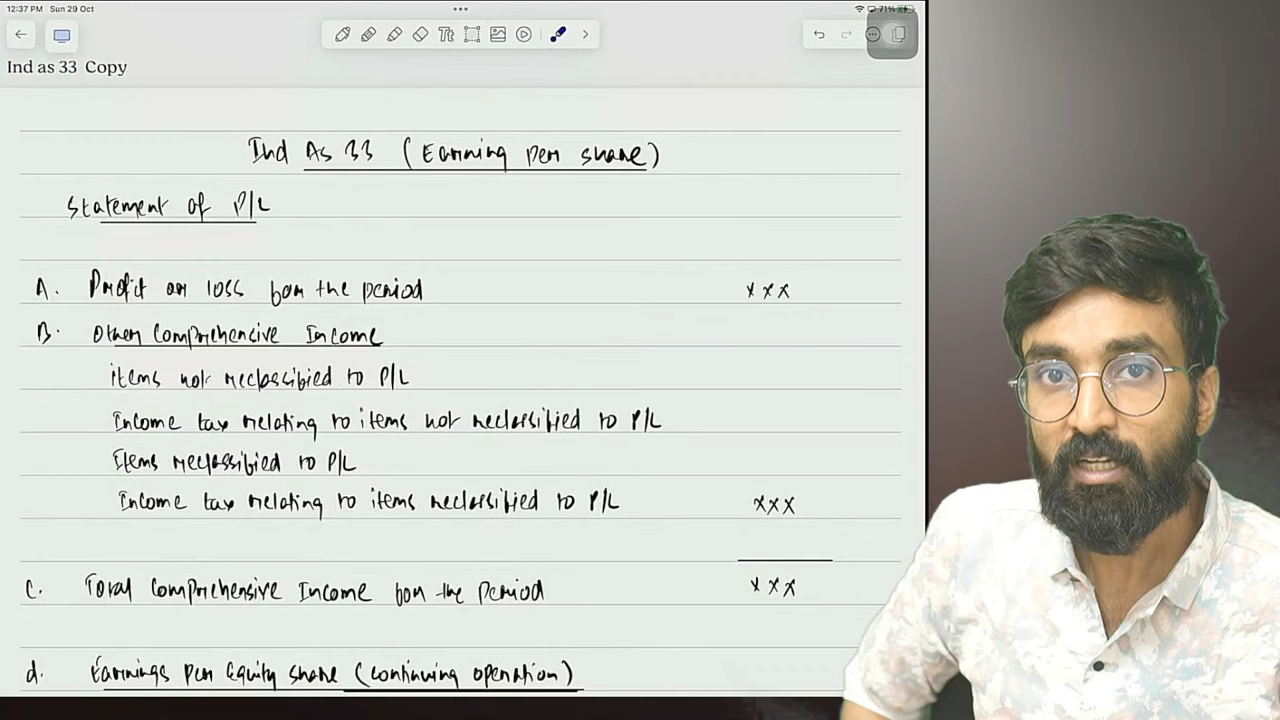 12:37 PM Sun 29 Oct
71%
Tt
Ind as 33 Copy
Ind As 33 (Earning per share)
Statement of P/L
A. Profit or loss for the period xxx
B. Other Comprehensive Income
items not reclassified to P/L
Income tax relating to items not reclassified to P/L
Items reclassified to P/L
Income tax relating to items reclassified to P/L xxx
C. Total Comprehensive Income for the period xxx
d. Earnings per Equity share (continuing operation)